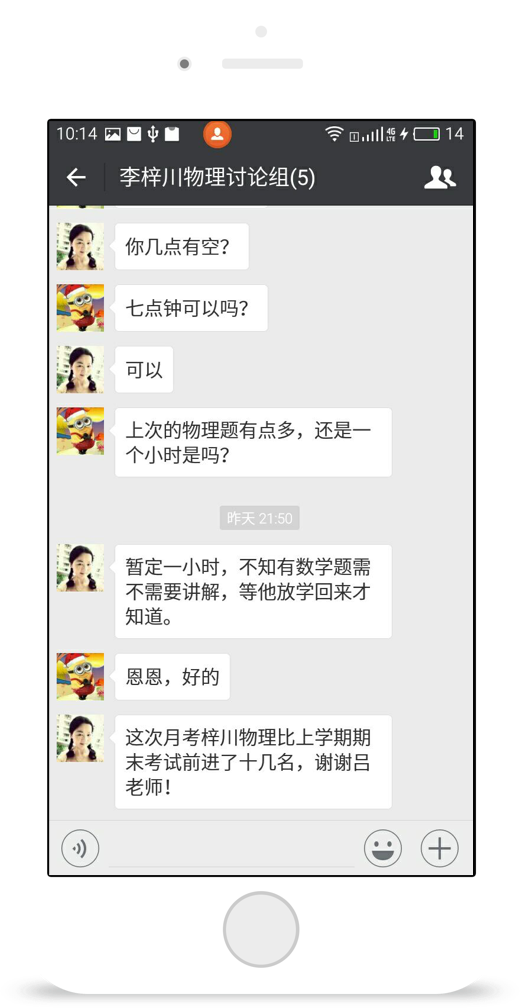 10:14
4G
LTE
14
李梓川物理讨论组(5)
你几点有空？
七点钟可以吗？
可以
上次的物理题有点多，还是一
个小时是吗？
昨天 21:50
暂定一小时，不知有数学题需
不需要讲解，等他放学回来才
知道。
恩恩，好的
这次月考梓川物理比上学期期
末考试前进了十几名，谢谢吕
老师！